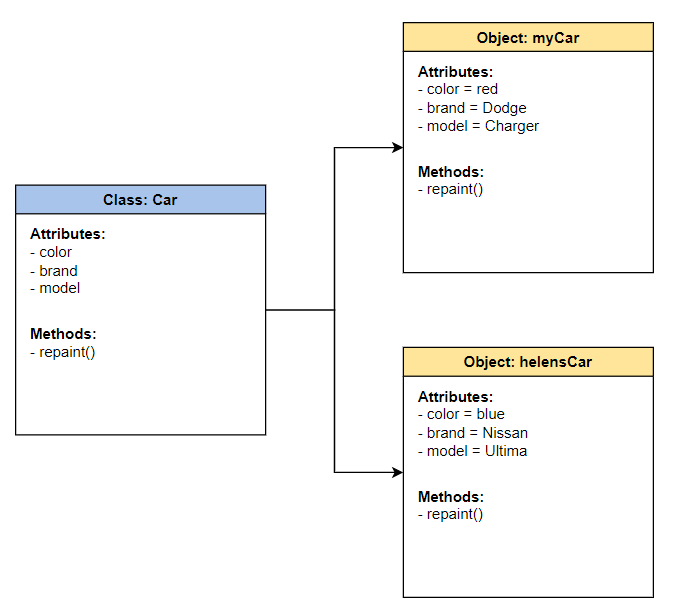 Class: Car
Attributes:
- color
- brand
- model
Methods:
- repaint()
Object: myCar
Attributes:
- color = red
- brand = Dodge
- model = Charger
Methods:
- repaint()
Object: helensCar
Attributes:
- color = blue
- brand = Nissan
- model = Ultima
Methods:
- repaint()